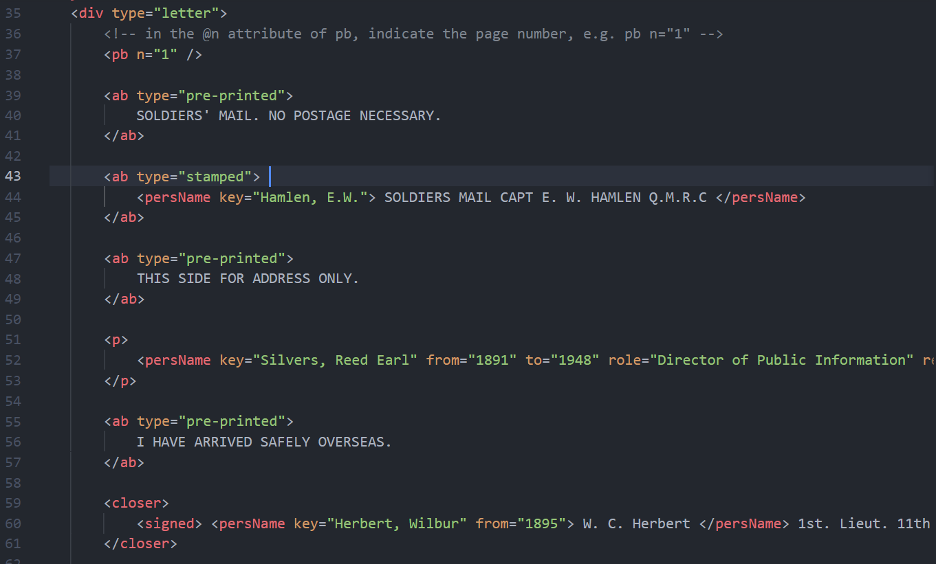 35 <div type="letter">
36 <!-- in the @n attribute of pb, indicate the page number, e.g. pb n="1" -->
37 <pb n="1" />
38
39 <ab type="pre-printed">
40 SOLDIERS' MAIL. NO POSTAGE NECESSARY.
41 </ab>
42
43 <ab type="stamped">
44 <persName key="Hamlen, E.W."> SOLDIERS MAIL CAPT E. W. HAMLEN Q.M.R.C </persName>
45 </ab>
46
47 <ab type="pre-printed">
48 THIS SIDE FOR ADDRESS ONLY.
49 </ab>
50
51 <p>
52 <persName key="Silvers, Reed Earl" from="1891" to="1948" role="Director of Public Information"
53 </p>
54
55 <ab type="pre-printed">
56 I HAVE ARRIVED SAFELY OVERSEAS.
57 </ab>
58
59 <closer>
60 <signed> <persName key="Herbert, Wilbur" from="1895"> W. C. Herbert </persName> 1st. Lieut. 11th
61 </closer>